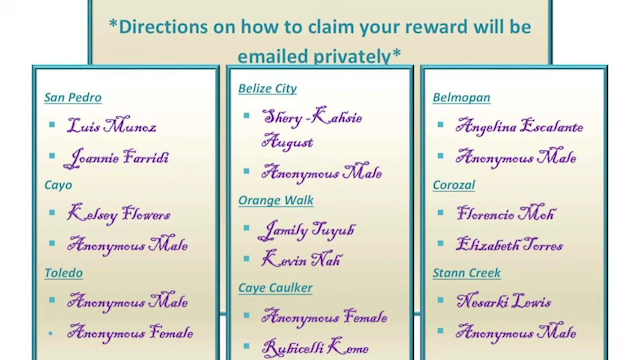 *Directions on how to claim your reward will be
emailed privately*
San Pedro
Luis Munoz
Joannie Farridi
Cayo
Kelsey Flowers
Anonymous Male
Toledo
Anonymous Male
Anonymous Female
Belize City
Shery -Kahsie
August
Anonymous Male
Orange Walk
Jamily Tuyub
Kevin Nah
Caye Caulker
Anonymous Female
Rubicelli Keme
Belmopan
Angelina Escalante
Anonymous Male
Corozal
Florencio Moh
Elizabeth Torres
Stann Creek
Nesarki Lewis
Anonymous Male